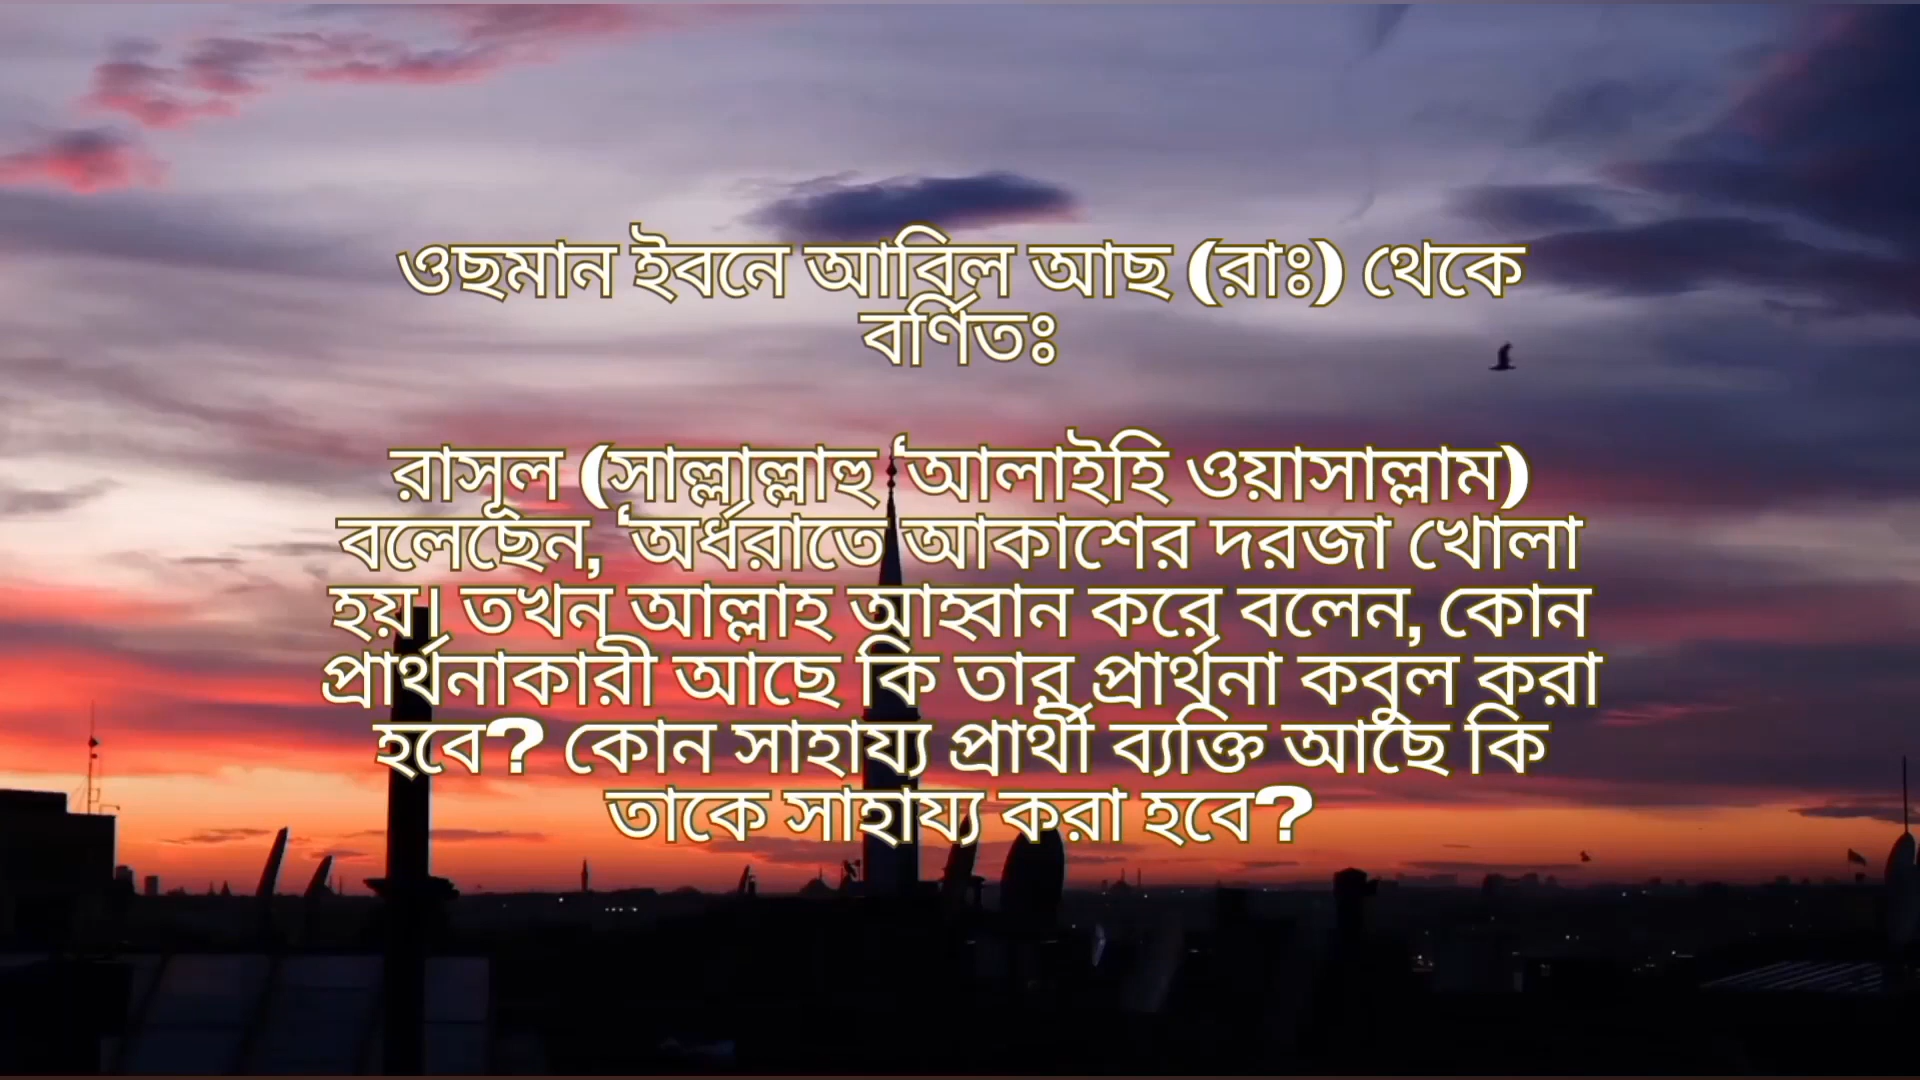 ওছমান ইবনে আবিল আছ (রাঃ) থেকে
বর্ণিতঃ
রাসূল (সাল্লাল্লাহু ‘আলাইহি ওয়াসাল্লাম)
বলেছেন, ‘অর্ধরাতে আকাশের দরজা খোলা
হয়। তখন আল্লাহ আহ্বান করে বলেন, কোন
প্রার্থনাকারী আছে কি তার প্রার্থনা কবুল করা
হবে? কোন সাহায্য প্রার্থী ব্যক্তি আছে কি
তাকে সাহায্য করা হবে?